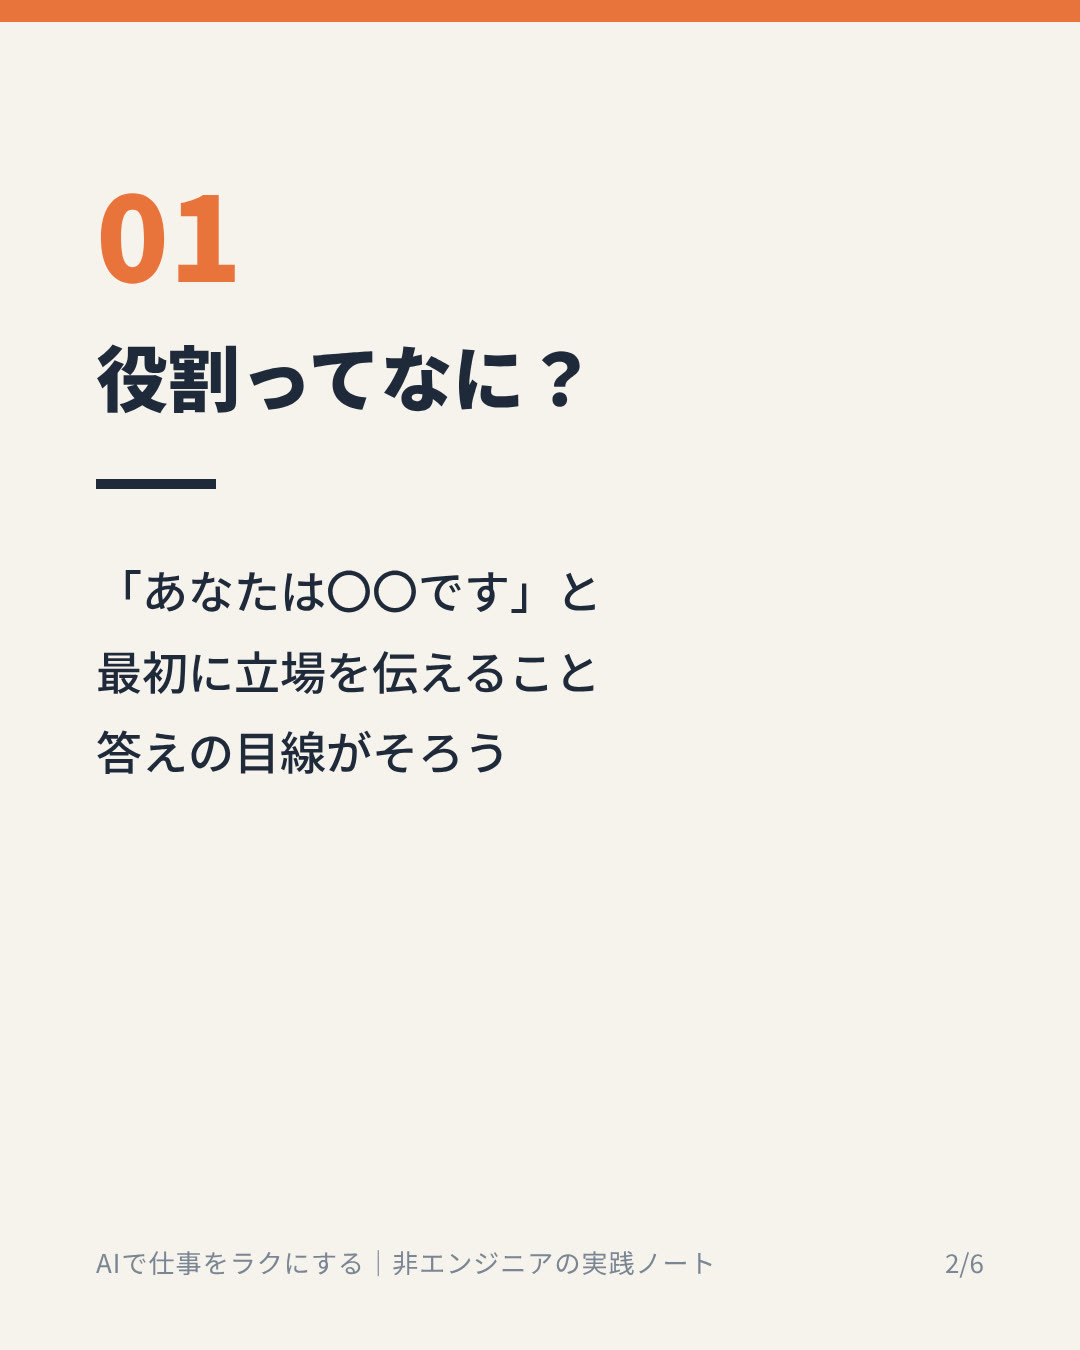 01
役割ってなに？
「あなたは〇〇です」と
最初に立場を伝えること
答えの目線がそろう
AIで仕事をラクにする｜非エンジニアの実践ノート
2/6